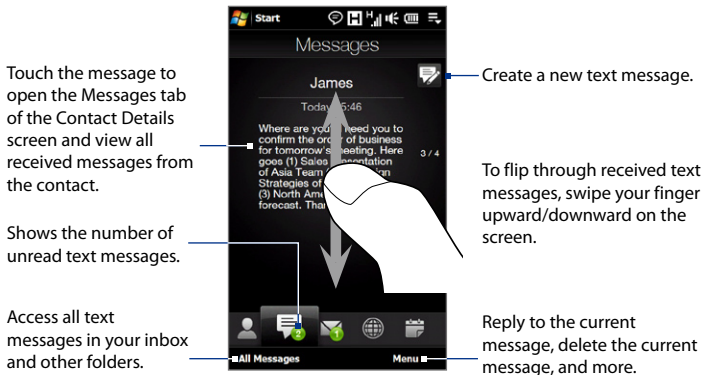 Start
Messages
James
Today
Where are you need you to
confirm the order of business
for tomorrow's meeting. Here
goes (1) Sales Presentation
of Asia Team
Strategies of
(3) North
forecast.
3 / 4
2
1
All Messages
Menu
Touch the message to
open the Messages tab
of the Contact Details
screen and view all
received messages from
the contact.
Shows the number of
unread text messages.
Access all text
messages in your inbox
and other folders.
Create a new text message.
To flip through received text
messages, swipe your finger
upward/downward on the
screen.
Reply to the current
message, delete the current
message, and more.